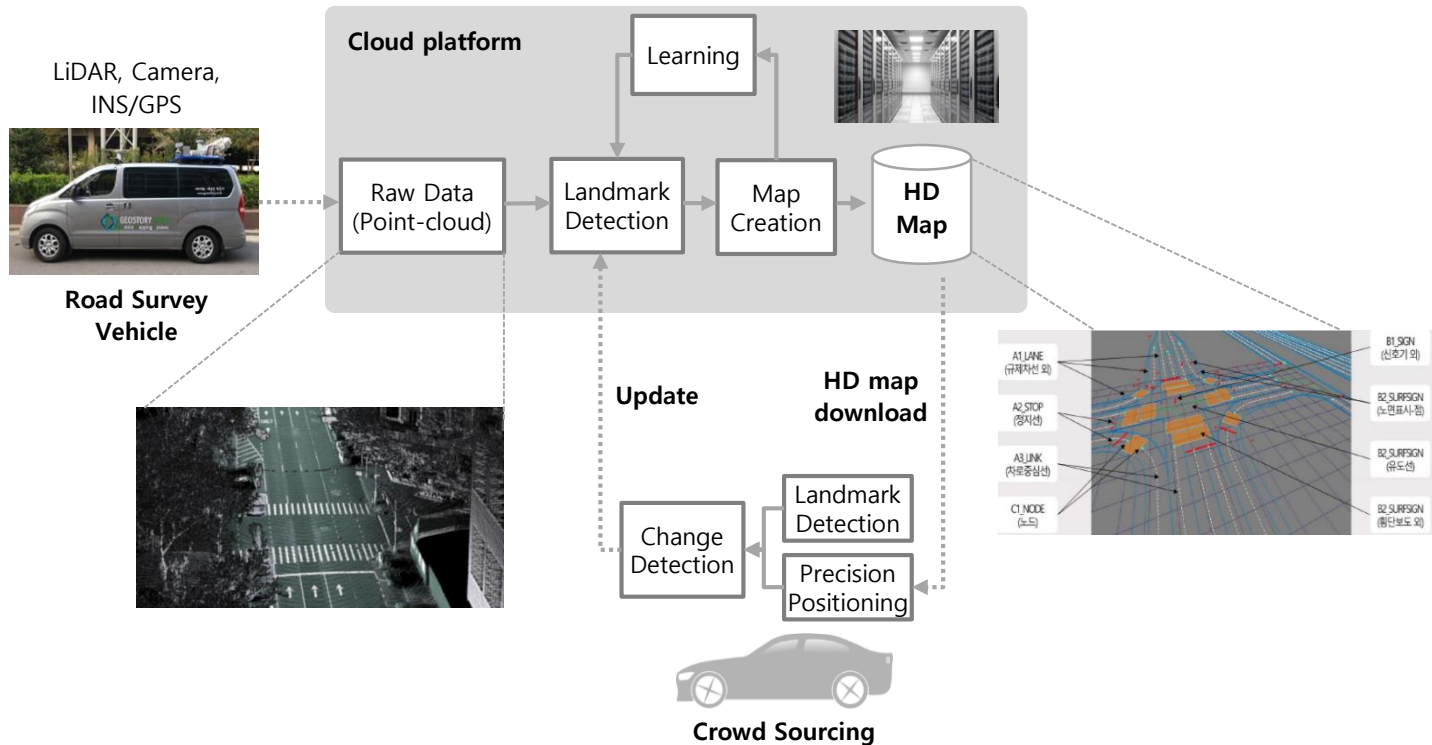 Cloud platform
Learning
LiDAR, Camera,
INS/GPS
GEOSTORY
Raw Data
(Point-cloud)
Landmark
Detection
Map
Creation
HD
Map
Road Survey
Vehicle
Update
HD map
download
A1_LANE
(규제차선 외)
A2_STOP
(정지선)
A3_LINK
(차로중심선)
C1_NODE
(노드)
B1_SIGN
(신호기 외)
B2_SURFSIGN
(노면표시-점)
B2_SURFSIGN
(유도선)
B2_SURFSIGN
(횡단보도 외)
Change
Detection
Landmark
Detection
Precision
Positioning
Crowd Sourcing